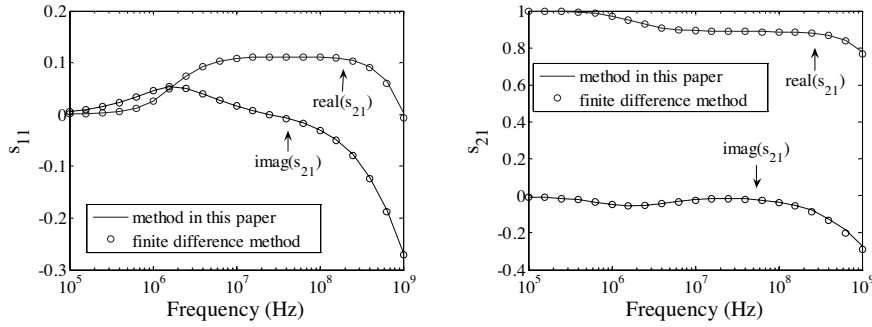 0.2
0.1
0
-0.1
-0.2
-0.3
s11
real(s21)
imag(s21)
method in this paper
finite difference method
10^5
10^6
10^7
10^8
10^9
Frequency (Hz)
1
0.8
0.6
0.4
0.2
0
-0.2
-0.4
s21
method in this paper
finite difference method
real(s21)
imag(s21)
10^5
10^6
10^7
10^8
10^9
Frequency (Hz)